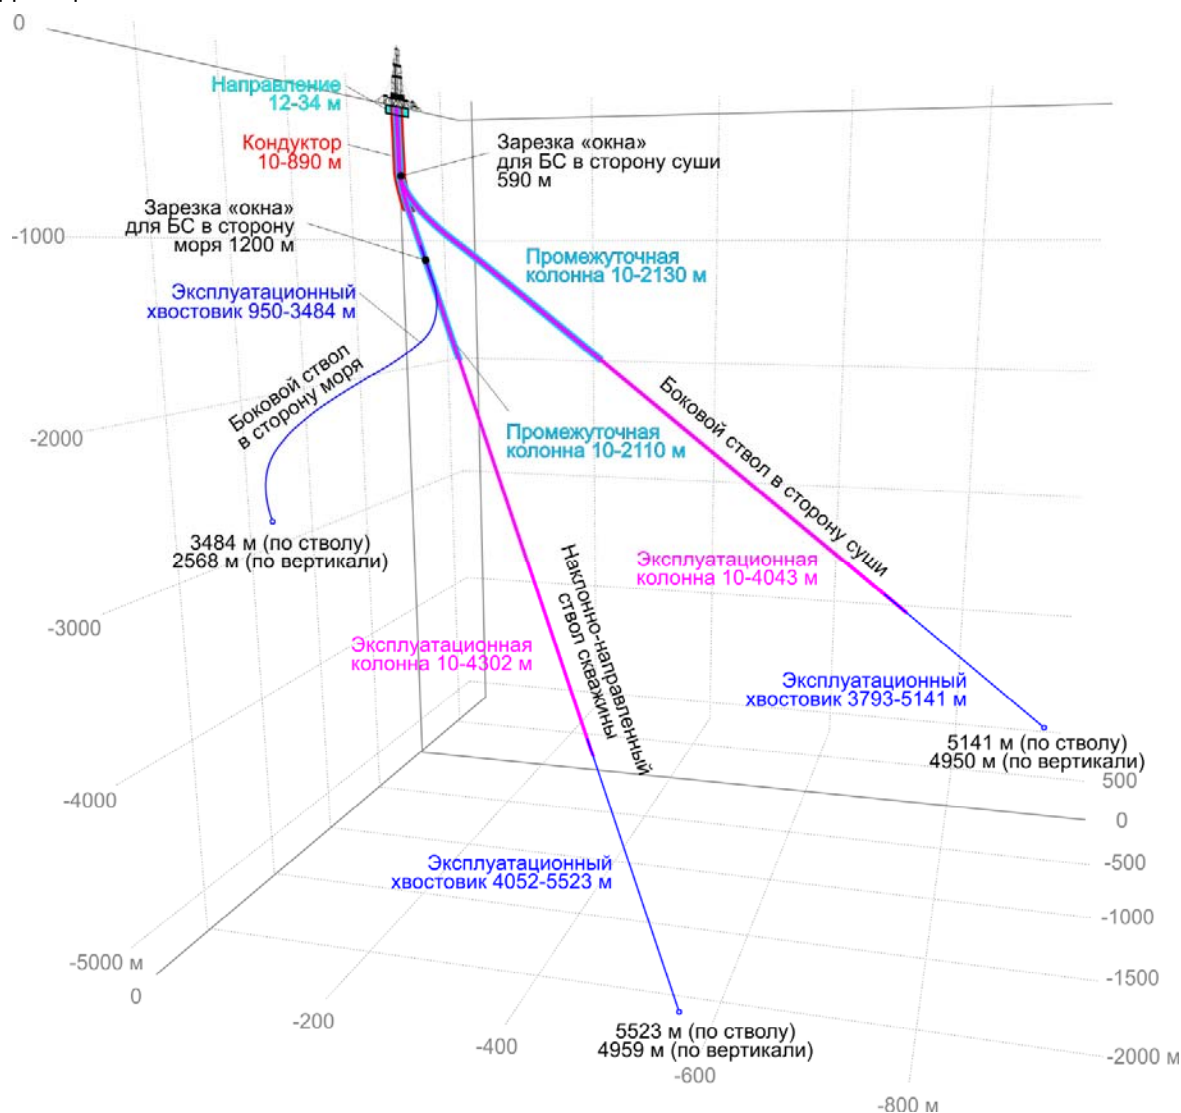 0
Направление
12-34 м
Кондуктор
10-890 м
Зарезка «окна»
для БС в сторону суши
590 м
Зарезка «окна»
для БС в сторону
моря 1200 м
-1000
Промежуточная
колонна 10-2130 м
Эксплуатационный
хвостовик 950-3484 м
Боковой ствол
в сторону моря
-2000
Промежуточная
колонна 10-2110 м
Боковой ствол в сторону суши
3484 м (по стволу)
2568 м (по вертикали)
Наклонно-направленный
ствол скважины
Эксплуатационная
колонна 10-4043 м
-3000
Эксплуатационная
колонна 10-4302 м
Эксплуатационный
хвостовик 3793-5141 м
5141 м (по стволу)
4950 м (по вертикали)
500
-4000
0
Эксплуатационный
хвостовик 4052-5523 м
-500
-1000
-5000 м
-1500
0
-200
5523 м (по стволу)
4959 м (по вертикали)
-400
-2000 м
-600
-800 м